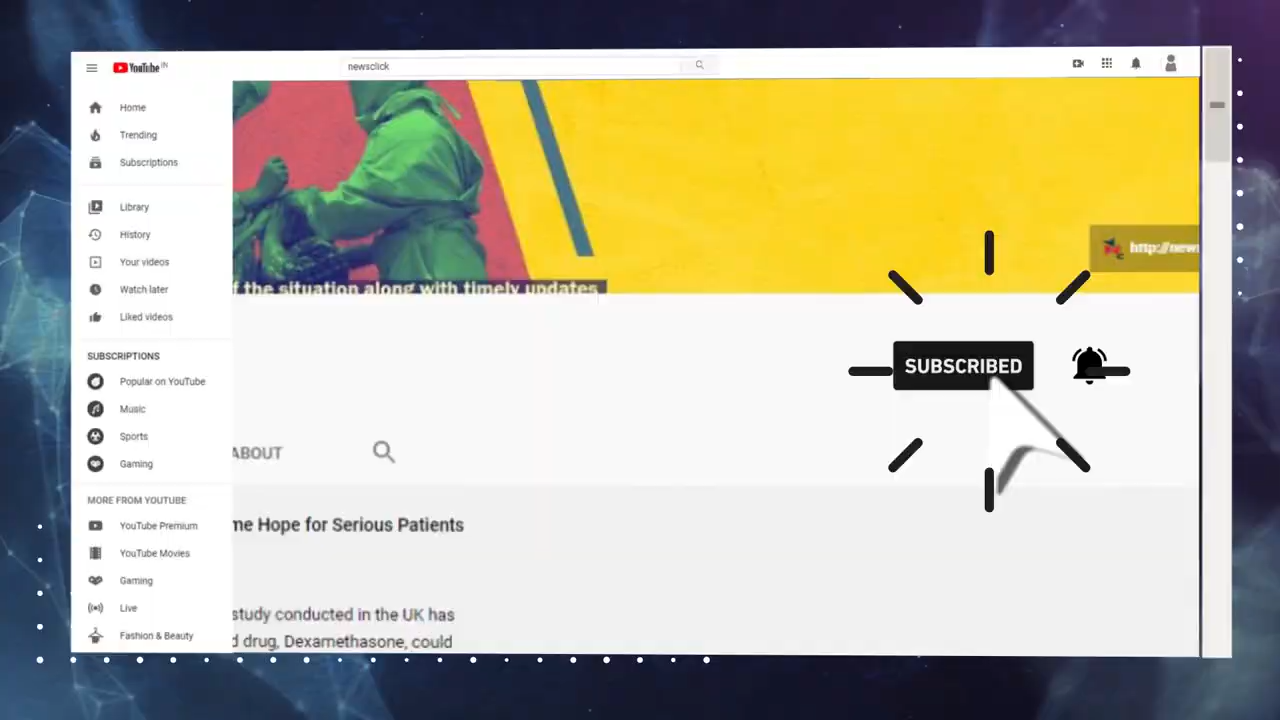 YouTube IN
newsclick
Home
Trending
Subscriptions
Library
History
Your videos
Watch later
Liked videos
SUBSCRIPTIONS
Popular on YouTube
Music
Sports
Gaming
MORE FROM YOUTUBE
YouTube Premium
YouTube Movies
Gaming
Live
Fashion & Beauty
f the situation along with timely updates
http://new
SUBSCRIBED
ABOUT
me Hope for Serious Patients
study conducted in the UK has
d drug, Dexamethasone, could